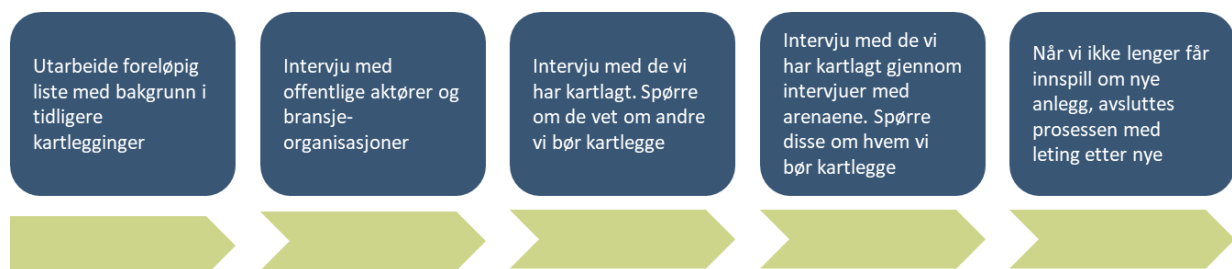 Utarbeide foreløpig
liste med bakgrunn i
tidligere
kartlegginger
Intervju med
offentlige aktører og
bransje-
organisasjoner
Intervju med de vi
har kartlagt. Spørre
om de vet om andre
vi bør kartlegge
Intervju med de vi
har kartlagt gjennom
intervjuer med
arenaene. Spørre
disse om hvem vi
bør kartlegge
Når vi ikke lenger får
innspill om nye
anlegg, avsluttes
prosessen med
leting etter nye